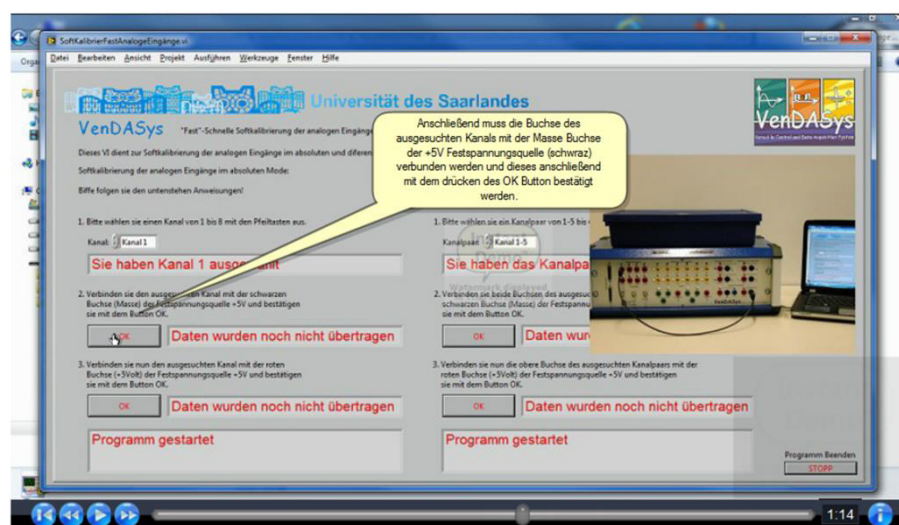 SoftKalibrierFastAnalogeEingänge.vi
Datei Bearbeiten Ansicht Projekt Ausführen Werkzeuge Fenster Hilfe
Universität des Saarlandes
VenDASys
"Fast"-Schnelle Softkalibrierung der analogen Eingänge
VenDASys
Dieses VI dient zur Softkalibrierung der analogen Eingänge im absoluten und
Softkalibrierung der analogen Eingänge im absoluten Mode:
Biffe folgen sie den untenstehen Anweisungen!
Anschließend muss die Buchse des
ausgesuchten Kanals mit der Masse Buchse
der +5V Festspannungsquelle (schwraz)
verbunden werden und dieses anschließend
mit dem drücken des OK Button bestätigt
werden.
1. Bitte wählen sie einen Kanal von 1 bis 8 mit den Pfeiltasten aus.
Kanal: Kanal 1
Sie haben Kanal 1
2. Verbinden sie den Kanal mit der schwarzen
Buchse (Masse) der Festspannungsquelle +5V und bestätigen
sie mit dem Button OK.
OK
Daten wurden noch nicht übertragen
3. Verbinden sie nun den ausgesuchten Kanal mit der roten
Buchse (+5Volt) der Festspannungsquelle +5V und bestätigen
sie mit dem Button OK.
OK
Daten wurden noch nicht übertragen
Programm gestartet
1. Bitte wählen sie ein Kanalpaar von 1-5 bis
Kanalpaar: Kanal 1-5
Sie haben das Kanalpa
Instant
Demo
Watermark displayed
2. Verbinden sie beide Buchsen des
schwarzen Buchse (Masse) der
sie mit dem Button OK.
OK
Daten wur
3. Verbinden sie nun die obere Buchse des ausgesuchten Kanalpaars mit der
roten Buchse (+5Volt) der Festspannungsquelle +5V und bestätigen
sie mit dem Button OK.
OK
Daten wurden noch nicht übertragen
Programm gestartet
Programm Beenden
STOPP
1:14